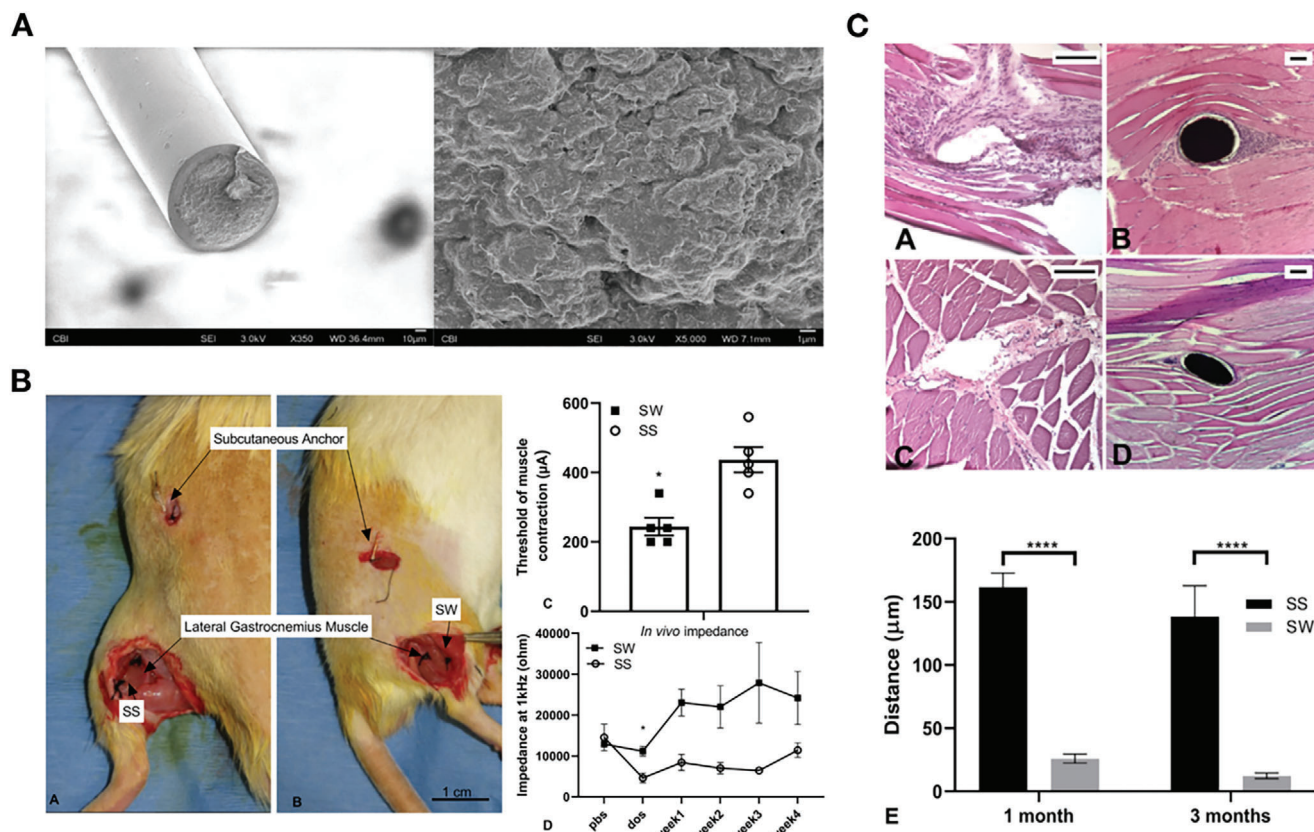 A
CBI SEI 3.0kV X350 WD 36.4mm 10μm
CBI SEI 3.0kV X5,000 WD 7.1mm 1μm
B
Subcutaneous Anchor
Lateral Gastrocnemius Muscle
SW
SS
A
B
1 cm
Threshold of muscle
contraction (μA)
600
400
200
0
SW
SS
*
C
In vivo impedance
Impedance at 1kHz (ohm)
40000
30000
20000
10000
0
SW
SS
*
pbs
dos
week2
D
C
A
B
C
D
Distance (μm)
200
150
100
50
0
****
****
SS
SW
1 month
3 months
E